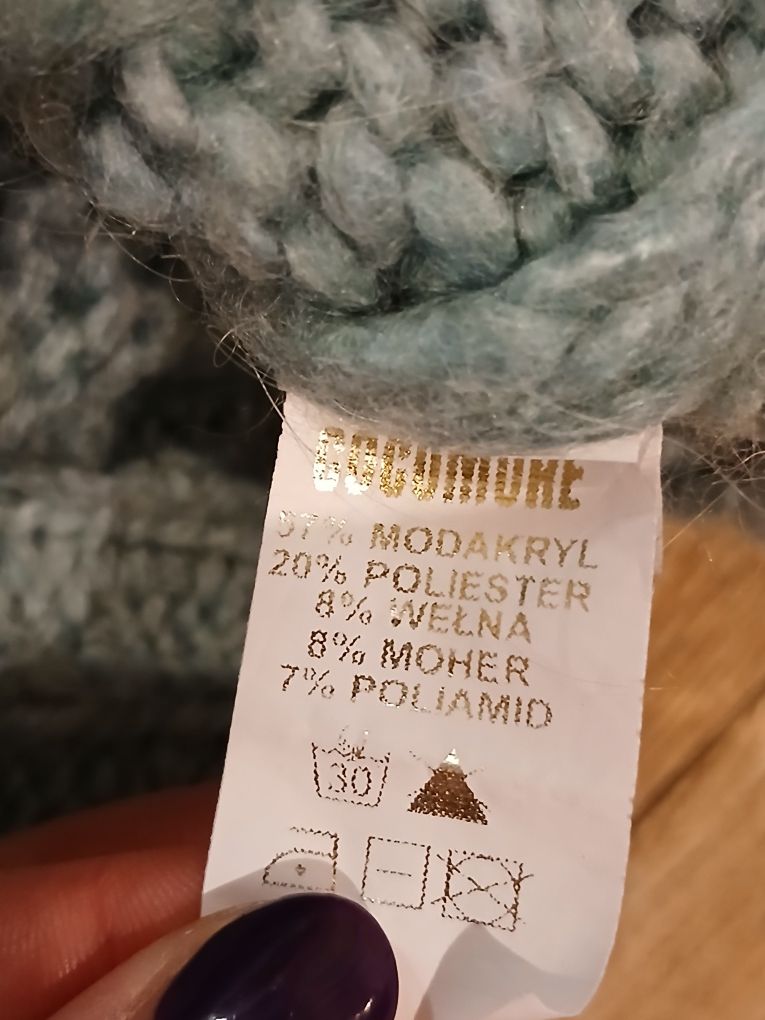 COCOMORE
57% MODAKRYL
20% POLIESTER
8% WEŁNA
8% MOHER
7% POLIAMID
30